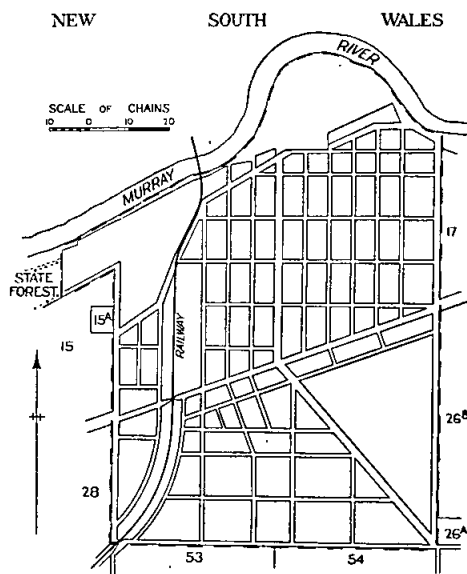 NEW SOUTH WALES
RIVER
SCALE OF CHAINS
10 0 10 20
MURRAY
17
STATE
FOREST
15A
15
RAILWAY
26B
28
26A
53 54